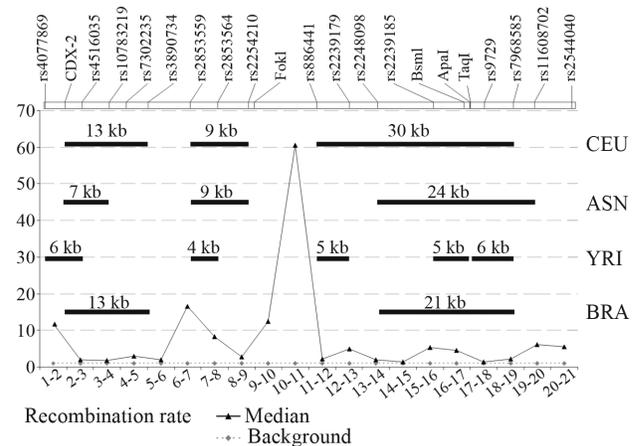 rs4077869 CDX-2 rs4516035 rs10783219 rs7302235 rs3890734 rs2853559 rs2853564 rs2254210 FokI rs886441 rs2239179 rs2248098 rs2239185 BsmI ApaI TaqI rs9729 rs7968585 rs11608702 rs2544040
70
13 kb 9 kb 30 kb
60 CEU
50
7 kb 9 kb 24 kb
40 ASN
30
6 kb 4 kb 5 kb 5 kb 6 kb
YRI
20
13 kb 21 kb
BRA
10
0
1-2 2-3 3-4 4-5 5-6 6-7 7-8 8-9 9-10 10-11 11-12 12-13 13-14 14-15 15-16 16-17 17-18 18-19 19-20 20-21
Recombination rate Median
Background